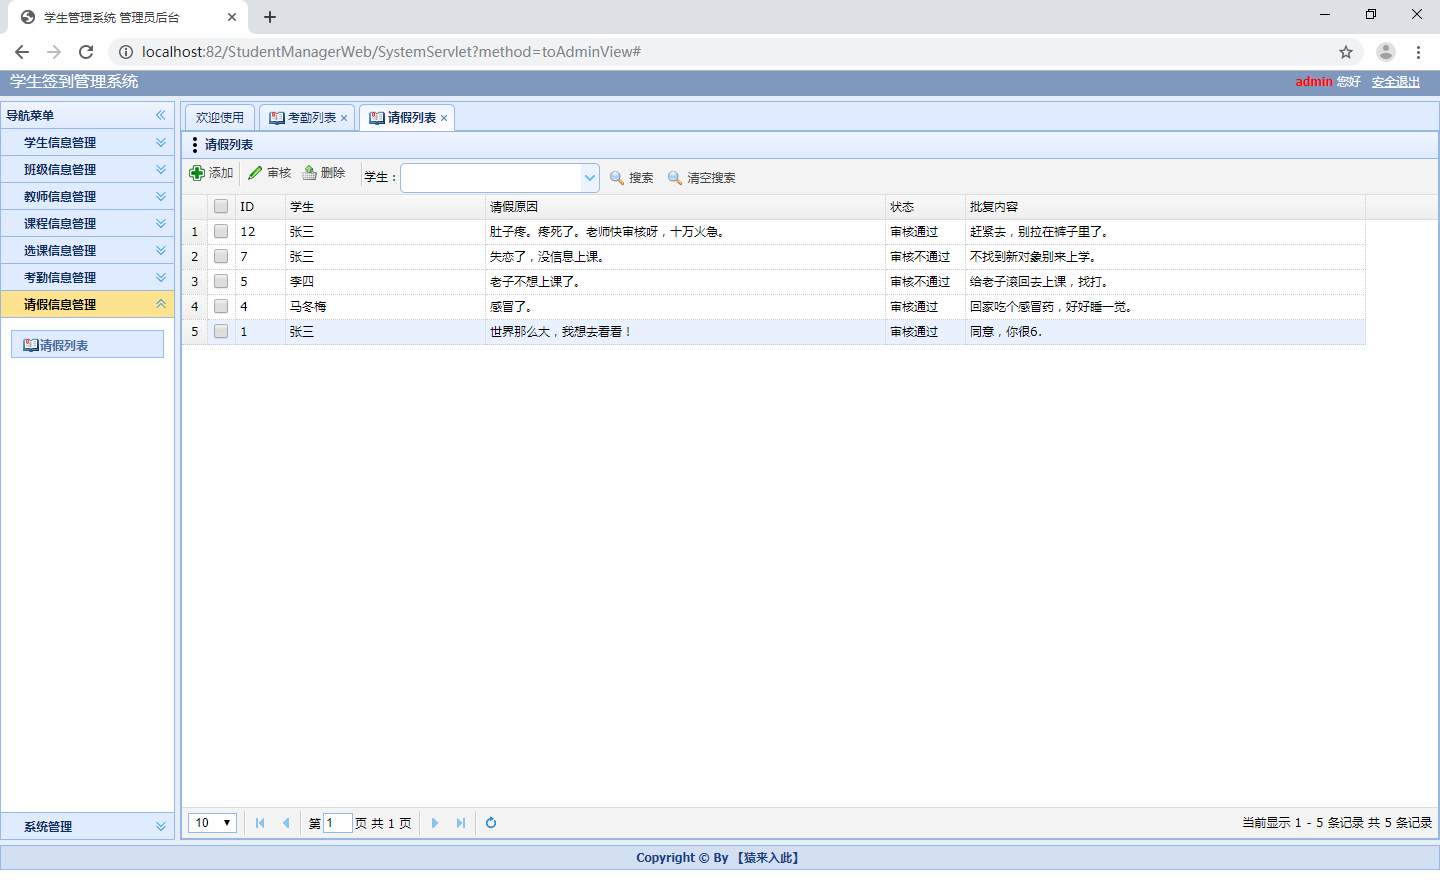 学生管理系统 管理员后台
localhost:82/StudentManagerWeb/SystemServlet?method=toAdminView#
学生签到管理系统
admin 您好 安全退出
导航菜单
学生信息管理
班级信息管理
教师信息管理
课程信息管理
选课信息管理
考勤信息管理
请假信息管理
请假列表
系统管理
欢迎使用 考勤列表 请假列表
请假列表
添加 审核 删除 学生： 搜索 清空搜索
ID 学生 请假原因 状态 批复内容
1 12 张三 肚子疼。疼死了。老师快审核呀，十万火急。 审核通过 赶紧去，别拉在裤子里了。
2 7 张三 失恋了，没信息上课。 审核不通过 不找到新对象别来上学。
3 5 李四 老子不想上课了。 审核不通过 给老子滚回去上课，找打。
4 4 马冬梅 感冒了。 审核通过 回家吃个感冒药，好好睡一觉。
5 1 张三 世界那么大，我想去看看！ 审核通过 同意，你很6.
10 第 1 页 共 1 页 当前显示 1 - 5 条记录 共 5 条记录
Copyright © By 【猿来入此】